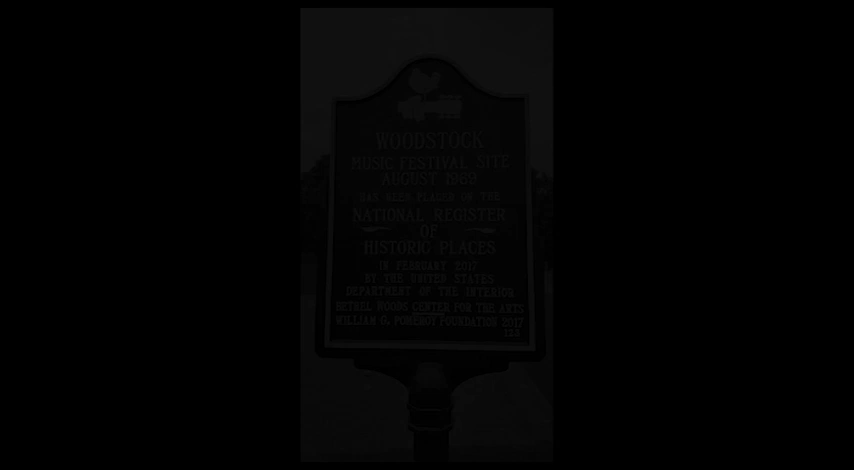 WOODSTOCK
MUSIC FESTIVAL SITE
AUGUST 1969
HAS BEEN PLACED ON THE
NATIONAL REGISTER
OF
HISTORIC PLACES
IN FEBRUARY 2017
BY THE UNITED STATES
DEPARTMENT OF THE INTERIOR
BETHEL WOODS CENTER FOR THE ARTS
WILLIAM G. POMEROY FOUNDATION 2017